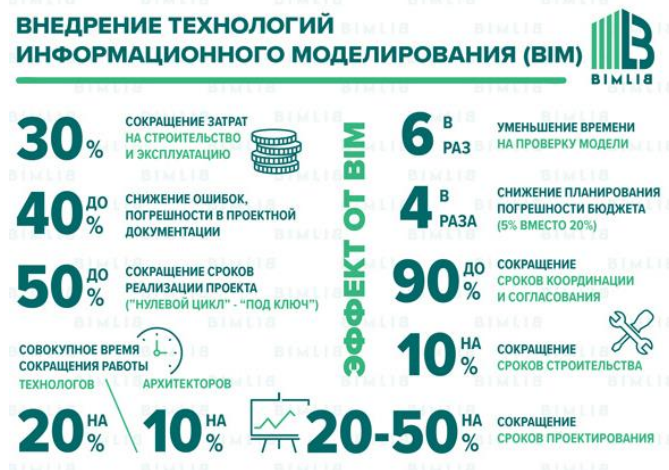 ВНЕДРЕНИЕ ТЕХНОЛОГИЙ
ИНФОРМАЦИОННОГО МОДЕЛИРОВАНИЯ (BIM)
BIMLIB
30%
СОКРАЩЕНИЕ ЗАТРАТ
НА СТРОИТЕЛЬСТВО
И ЭКСПЛУАТАЦИЮ
40 ДО %
СНИЖЕНИЕ ОШИБОК,
ПОГРЕШНОСТИ В ПРОЕКТНОЙ
ДОКУМЕНТАЦИИ
50 ДО %
СОКРАЩЕНИЕ СРОКОВ
РЕАЛИЗАЦИИ ПРОЕКТА
("НУЛЕВОЙ ЦИКЛ" - "ПОД КЛЮЧ")
СОВОКУПНОЕ ВРЕМЯ
СОКРАЩЕНИЯ РАБОТЫ
ТЕХНОЛОГОВ
АРХИТЕКТОРОВ
20 НА %
10 НА %
ЭФФЕКТ ОТ BIM
6 В РАЗ
УМЕНЬШЕНИЕ ВРЕМЕНИ
НА ПРОВЕРКУ МОДЕЛИ
4 В РАЗА
СНИЖЕНИЕ ПЛАНИРОВАНИЯ
ПОГРЕШНОСТИ БЮДЖЕТА
(5% ВМЕСТО 20%)
90 ДО %
СОКРАЩЕНИЕ
СРОКОВ КООРДИНАЦИИ
И СОГЛАСОВАНИЯ
10 НА %
СОКРАЩЕНИЕ
СРОКОВ СТРОИТЕЛЬСТВА
20-50 НА %
СОКРАЩЕНИЕ
СРОКОВ ПРОЕКТИРОВАНИЯ